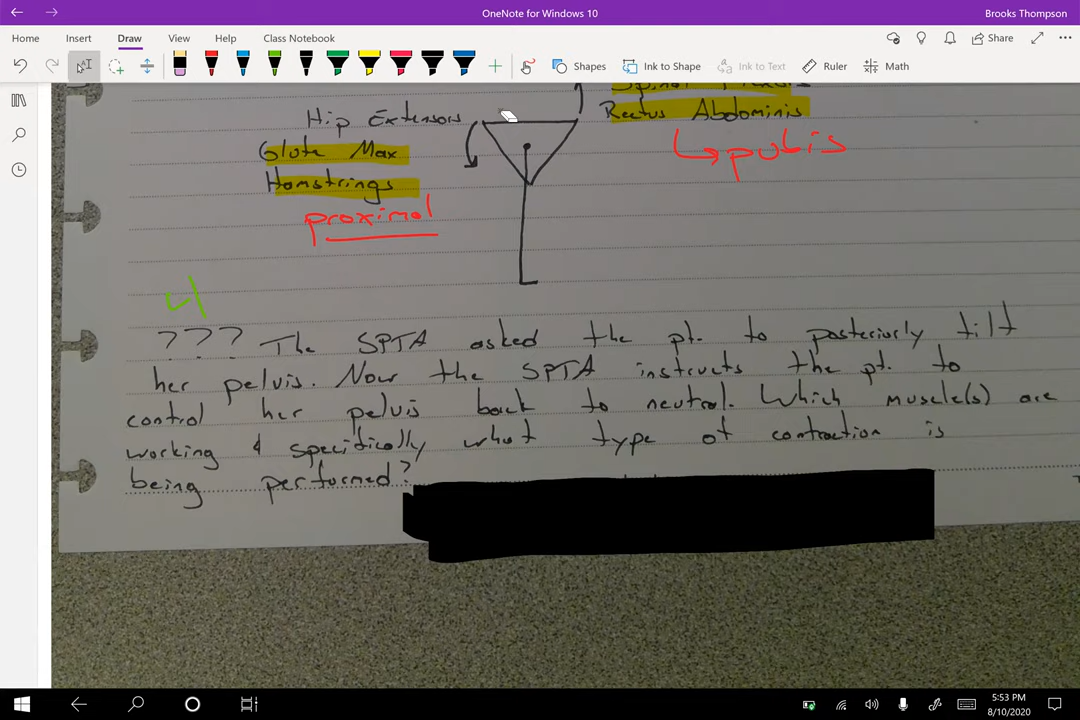 OneNote for Windows 10
Brooks Thompson
Home Insert Draw View Help Class Notebook Share
Shapes Ink to Shape Ink to Text Ruler Math
Hip Extensors
Glute Max
Hamstrings
proximal
Rectus Abdominis
pubis
4
??? The SPTA asked the pt. to posteriorly tilt
her pelvis. Now the SPTA instructs the pt. to
control her pelvis back to neutral. Which muscle(s) are
working & specifically what type of contraction is
being performed?
5:53 PM
8/10/2020